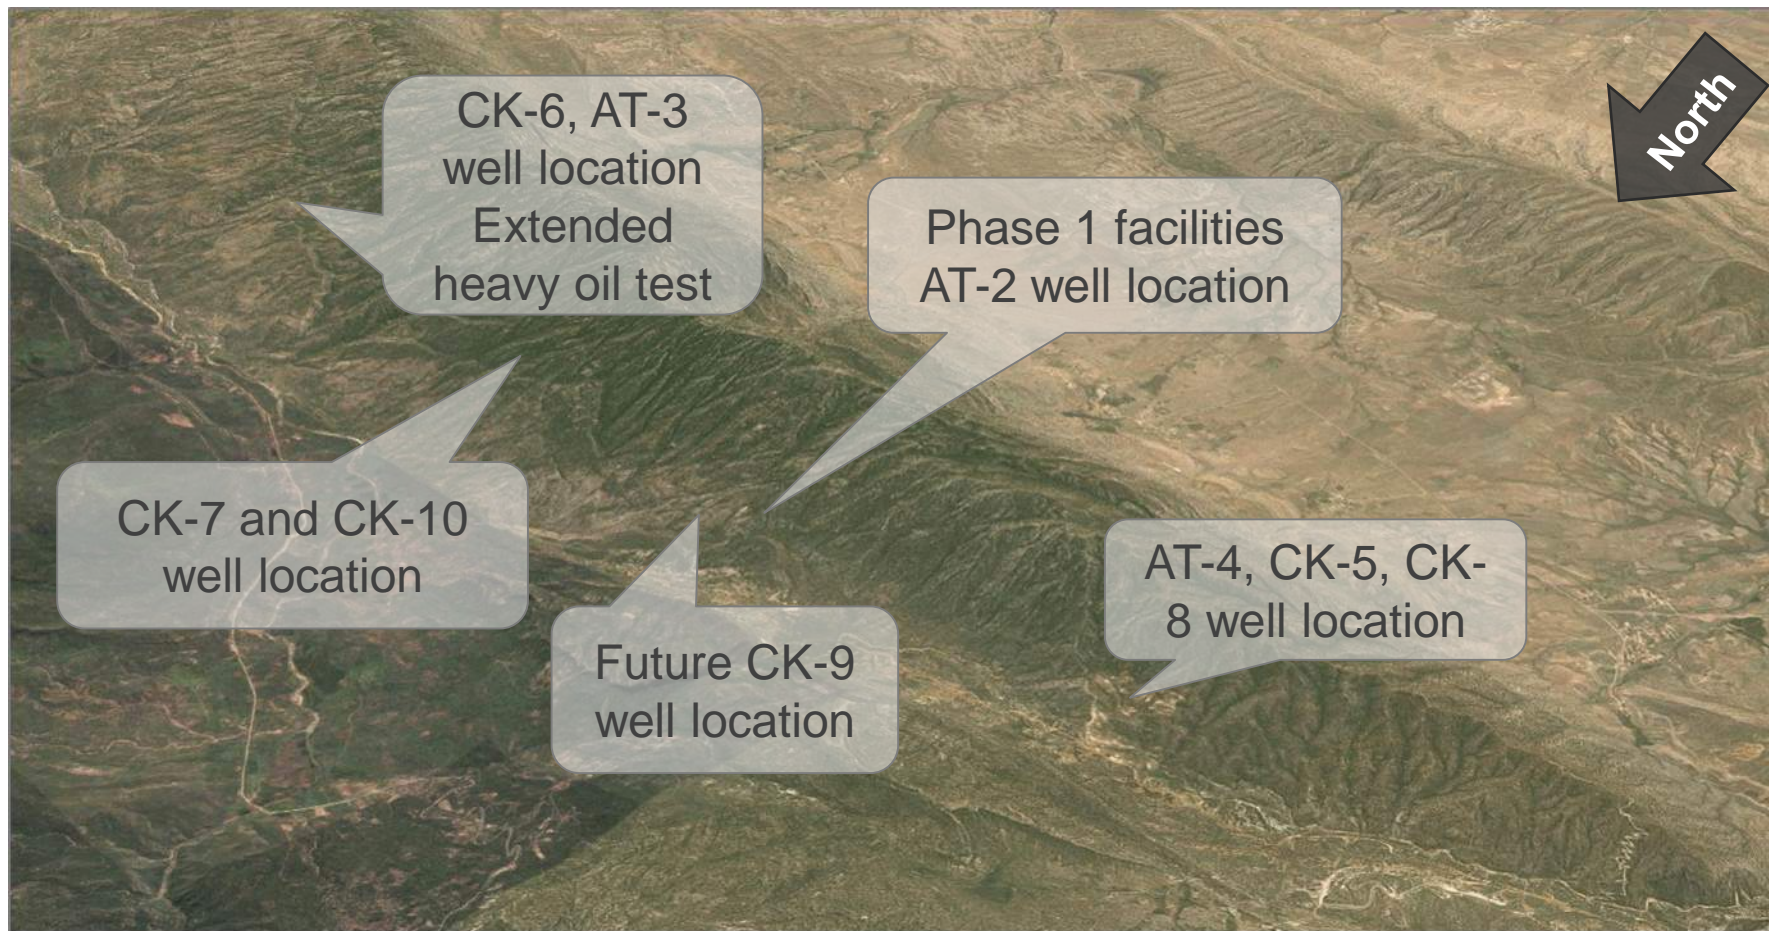 CK-6, AT-3
well location
Extended
heavy oil test
North
Phase 1 facilities
AT-2 well location
CK-7 and CK-10
well location
AT-4, CK-5, CK-
8 well location
Future CK-9
well location